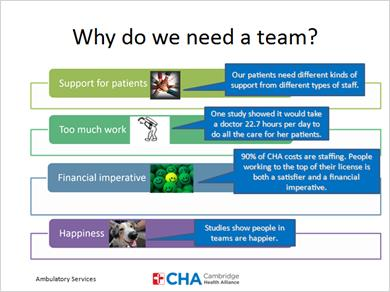 Why do we need a team?
Support for patients
Our patients need different kinds of
support from different types of staff.
Too much work
One study showed it would take
a doctor 22.7 hours per day to
do all the care for her patients.
Financial imperative
90% of CHA costs are staffing. People
working to the top of their license is
both a satisfier and a financial
imperative.
Happiness
Studies show people in
teams are happier.
Ambulatory Services
CHA Cambridge
Health Alliance